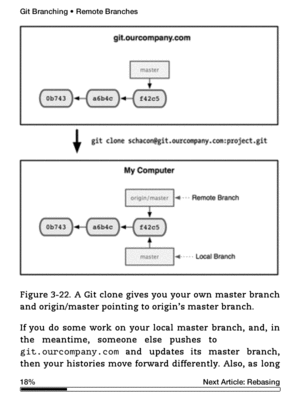 Git Branching • Remote Branches
git.ourcompany.com
master
0b743
a6b4c
f42c5
git clone schacon@git.ourcompany.com:project.git
My Computer
origin/master
Remote Branch
0b743
a6b4c
f42c5
master
Local Branch
Figure 3-22. A Git clone gives you your own master branch
and origin/master pointing to origin's master branch.
If you do some work on your local master branch, and, in
the meantime, someone else pushes to
git.ourcompany.com and updates its master branch,
then your histories move forward differently. Also, as long
18%
Next Article: Rebasing